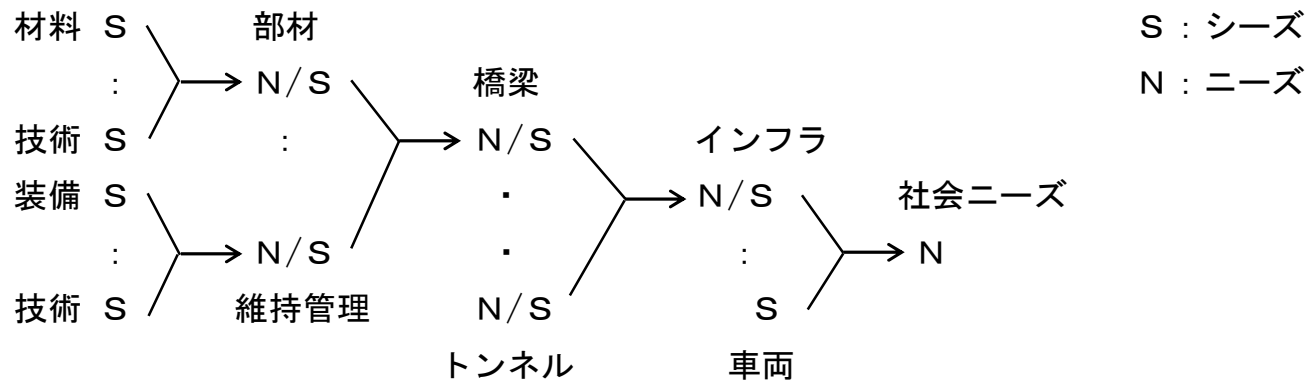 材料 S 部材 S : シーズ
: N/S 橋梁 N : ニーズ
技術 S : N/S インフラ
装備 S ・ N/S 社会ニーズ
: N/S ・ : N
技術 S 維持管理 N/S S
トンネル 車両